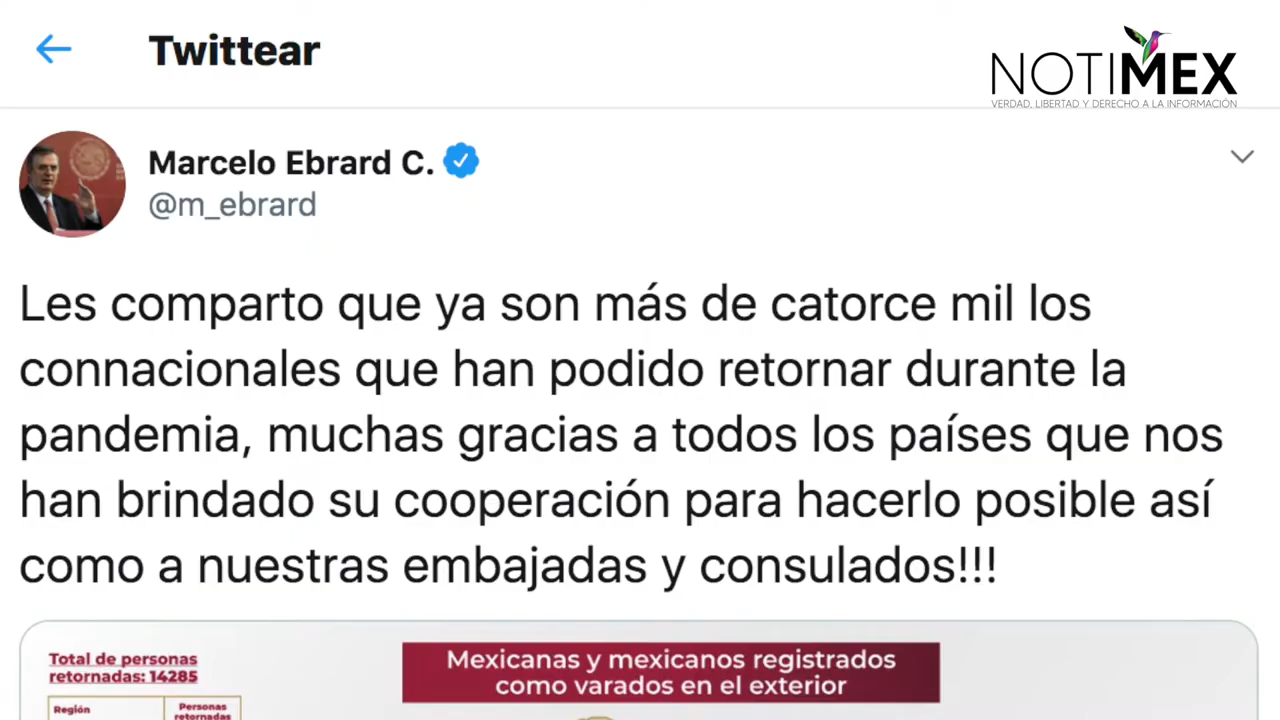 Twittear
NOTIMEX
VERDAD, LIBERTAD Y DERECHO A LA INFORMACIÓN
Marcelo Ebrard C.
@m_ebrard
Les comparto que ya son más de catorce mil los
connacionales que han podido retornar durante la
pandemia, muchas gracias a todos los países que nos
han brindado su cooperación para hacerlo posible así
como a nuestras embajadas y consulados!!!
Total de personas
retornadas: 14285
Mexicanas y mexicanos registrados
como varados en el exterior
Región
Personas
retornadas